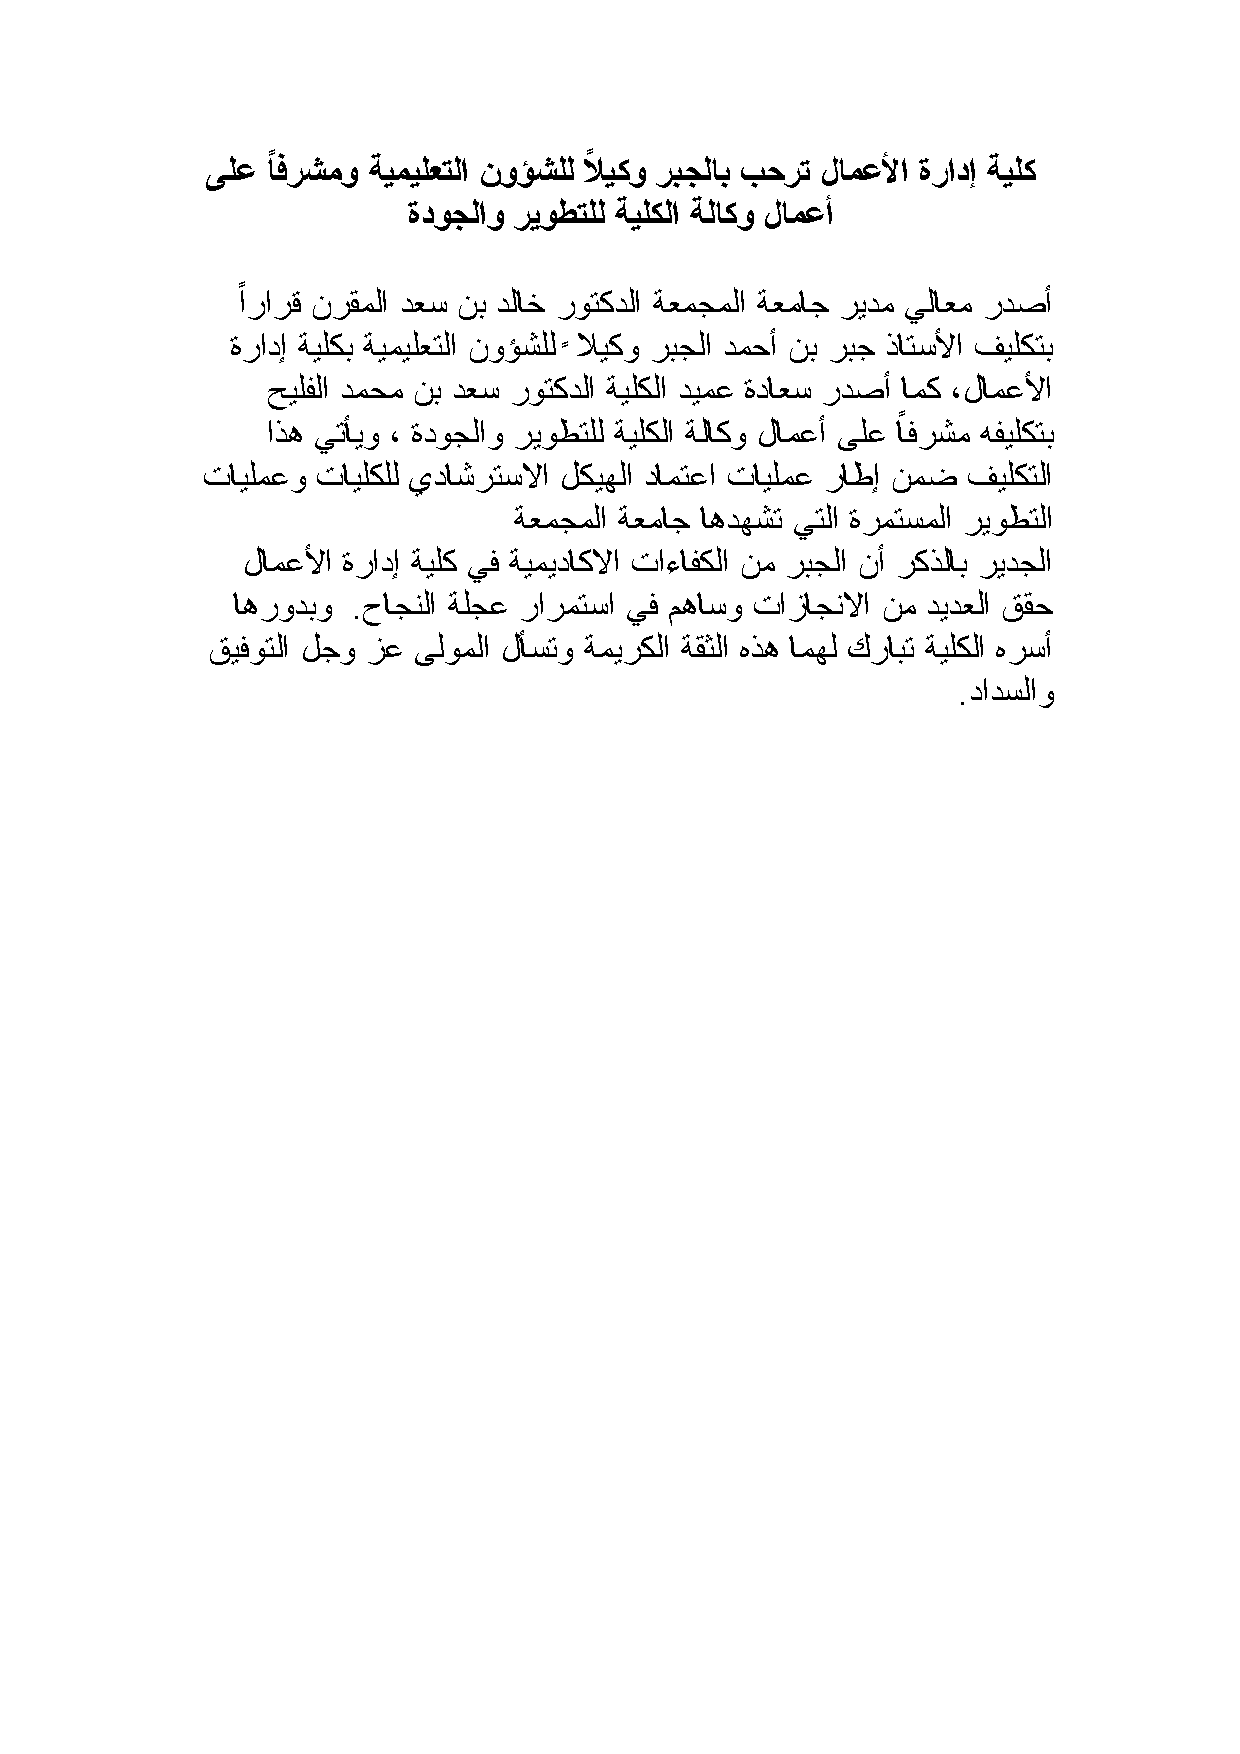 كلية إدارة الأعمال ترحب بالجبر وكيلاً للشؤون التعليمية ومشرفاً على
أعمال وكالة الكلية للتطوير والجودة
أصدر معالي مدير جامعة المجمعة الدكتور خالد بن سعد المقرن قراراً
بتكليف الأستاذ جبر بن أحمد الجبر وكيلا ً للشؤون التعليمية بكلية إدارة
الأعمال، كما أصدر سعادة عميد الكلية الدكتور سعد بن محمد الفليح
بتكليفه مشرفاً على أعمال وكالة الكلية للتطوير والجودة ، ويأتي هذا
التكليف ضمن إطار عمليات اعتماد الهيكل الاسترشادي للكليات وعمليات
التطوير المستمرة التي تشهدها جامعة المجمعة
الجدير بالذكر أن الجبر من الكفاءات الاكاديمية في كلية إدارة الأعمال
حقق العديد من الانجازات وساهم في استمرار عجلة النجاح. وبدورها
أسره الكلية تبارك لهما هذه الثقة الكريمة وتسأل المولى عز وجل التوفيق
والسداد.